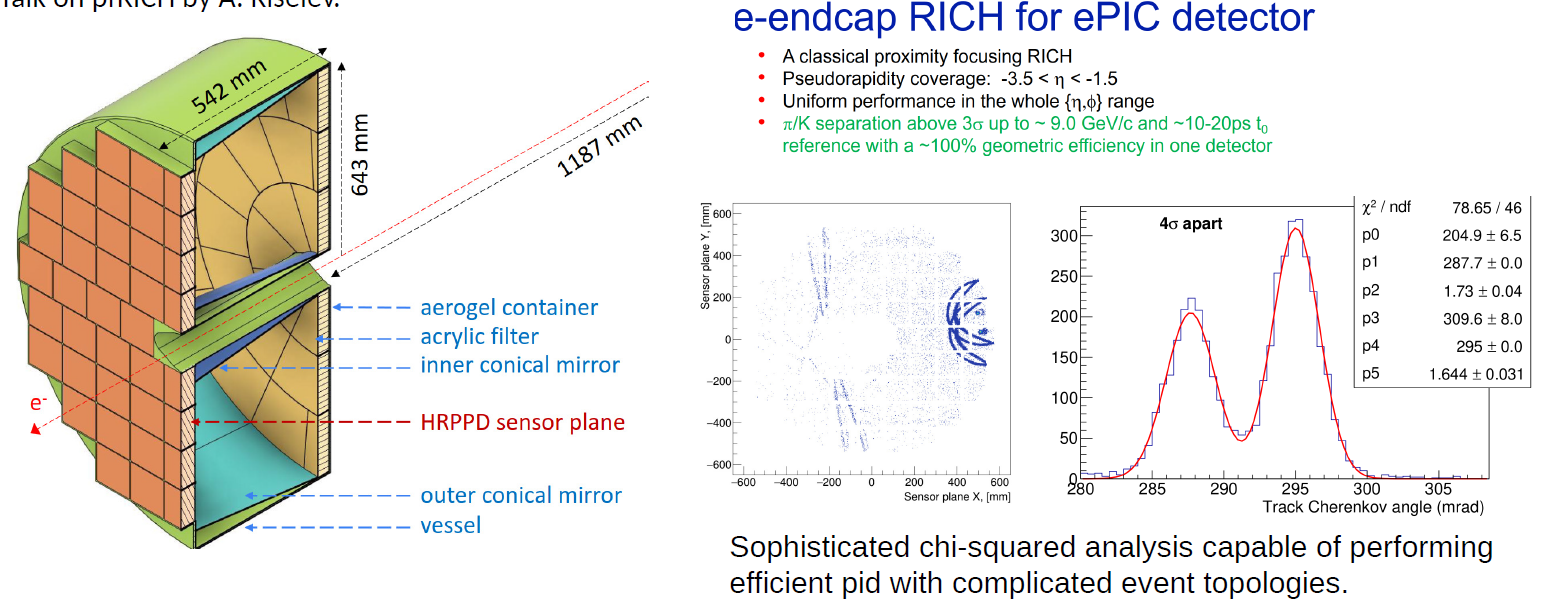 Talk on pfRICH by A. Kiselev.
542 mm
643 mm
1187 mm
aerogel container
acrylic filter
inner conical mirror
e-
HRPPD sensor plane
outer conical mirror
vessel
e-endcap RICH for ePIC detector
• A classical proximity focusing RICH
• Pseudorapidity coverage: -3.5 < η < -1.5
• Uniform performance in the whole {η,ϕ} range
• π/K separation above 3σ up to ~ 9.0 GeV/c and ~10-20ps t0
reference with a ~100% geometric efficiency in one detector
Sensor plane Y, [mm]
600
400
200
0
−200
−400
−600
−600 −400 −200 0 200 400 600
Sensor plane X, [mm]
4σ apart
χ² / ndf 78.65 / 46
p0 204.9 ± 6.5
p1 287.7 ± 0.0
p2 1.73 ± 0.04
p3 309.6 ± 8.0
p4 295 ± 0.0
p5 1.644 ± 0.031
300
250
200
150
100
50
0
280 285 290 295 300 305
Track Cherenkov angle (mrad)
Sophisticated chi-squared analysis capable of performing
efficient pid with complicated event topologies.